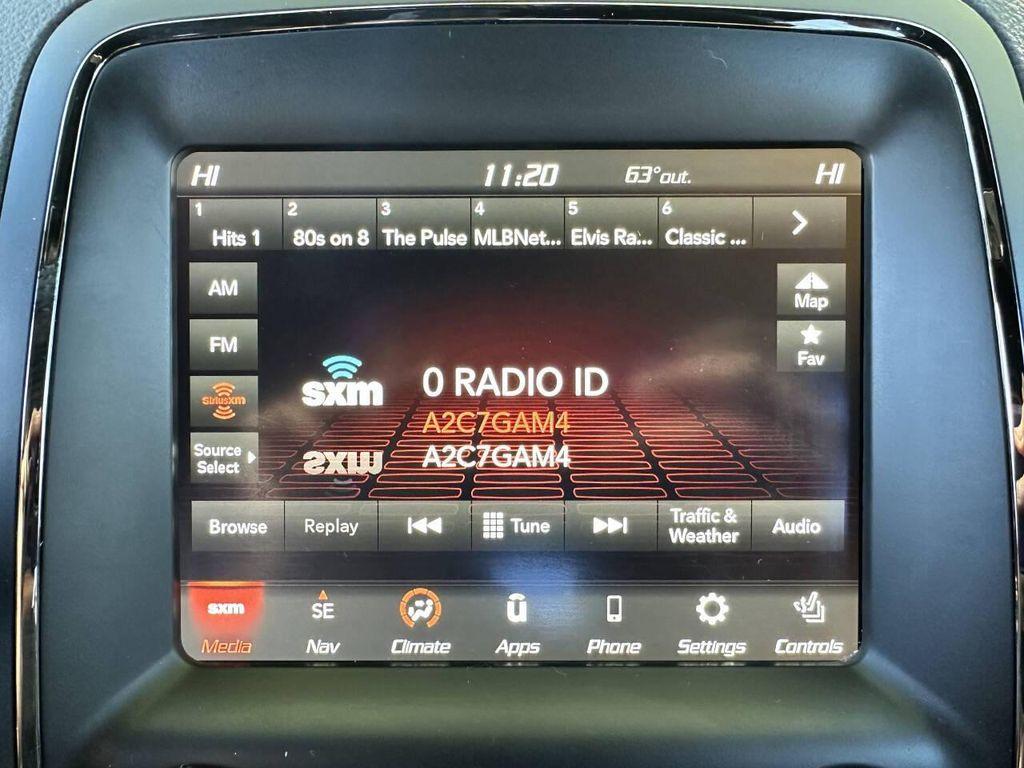 HI 11:20 63°out. HI
1 2 3 4 5 6
Hits 1 80s on 8 The Pulse MLBNet... Elvis Ra... Classic ...
AM
Map
FM
Fav
sxm
0 RADIO ID
siriusxm
A2C7GAM4
A2C7GAM4
Source
Select
Browse Replay Tune Traffic &
Weather Audio
sxm SE
Media Nav Climate Apps Phone Settings Controls